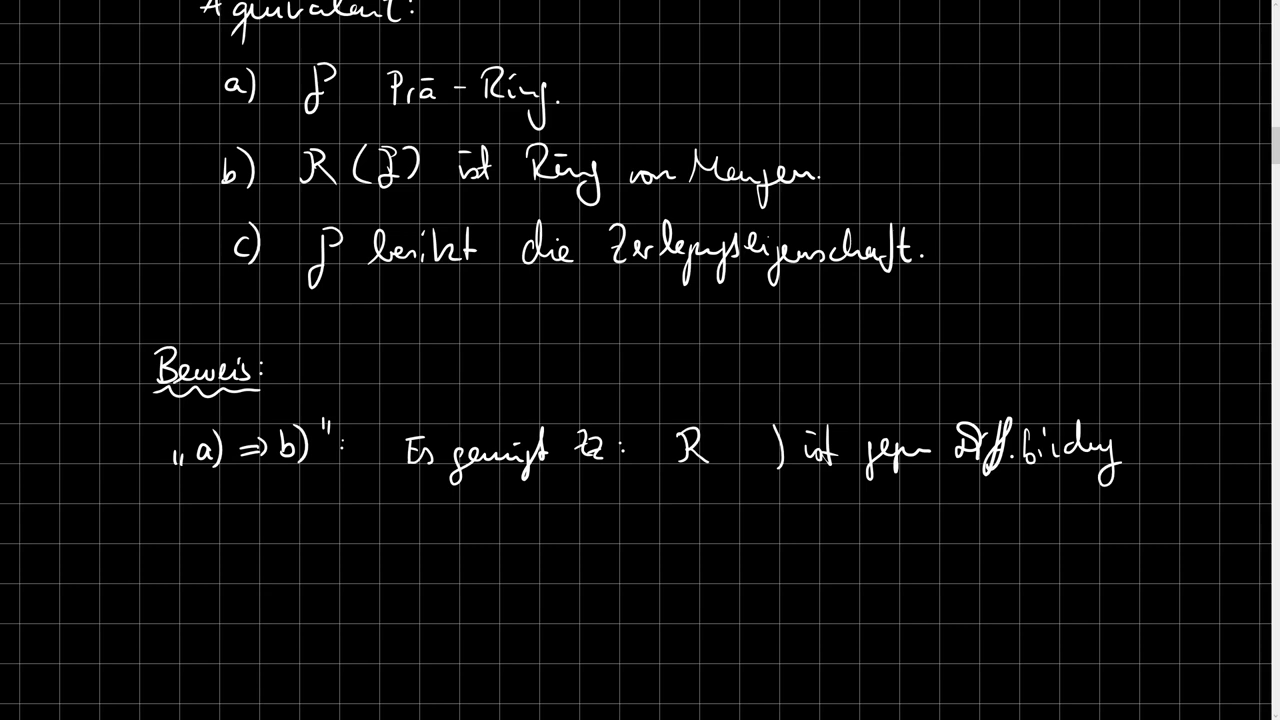 Äquivalent:
a) P Prä-Ring.
b) R(P) ist Ring von Mengen.
c) P besitzt die Zerlegungseigenschaft.
Beweis:
„a) ⇒ b)": Es genügt zz: R ) ist gegen Diff.bildung